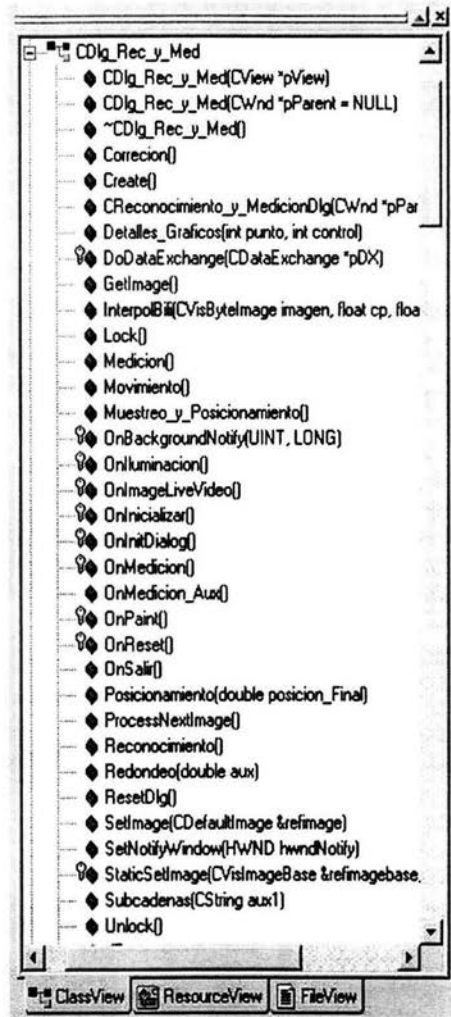 CDlg_Rec_y_Med
CDlg_Rec_y_Med(CView *pView)
CDlg_Rec_y_Med(CWnd *pParent = NULL)
~CDlg_Rec_y_Med()
Correcion()
Create()
CReconocimiento_y_MedicionDlg(CWnd *pPar
Detalles_Graficos(int punto, int control)
DoDataExchange(CDataExchange *pDX)
GetImage()
InterpolBili(CVisByteImage imagen, float cp, floa
Lock()
Medicion()
Movimiento()
Muestreo_y_Posicionamiento()
OnBackgroundNotify(UINT, LONG)
OnIluminacion()
OnImageLiveVideo()
OnInicializar()
OnInitDialog()
OnMedicion()
OnMedicion_Aux()
OnPaint()
OnReset()
OnSalir()
Posicionamiento(double posicion_Final)
ProcessNextImage()
Reconocimiento()
Redondeo(double aux)
ResetDlg()
SetImage(CDefaultImage &refimage)
SetNotifyWindow(HWND hwndNotify)
StaticSetImage(CVisImageBase &refimagebase,
Subcadenas(CString aux1)
Unlock()
ClassView ResourceView FileView